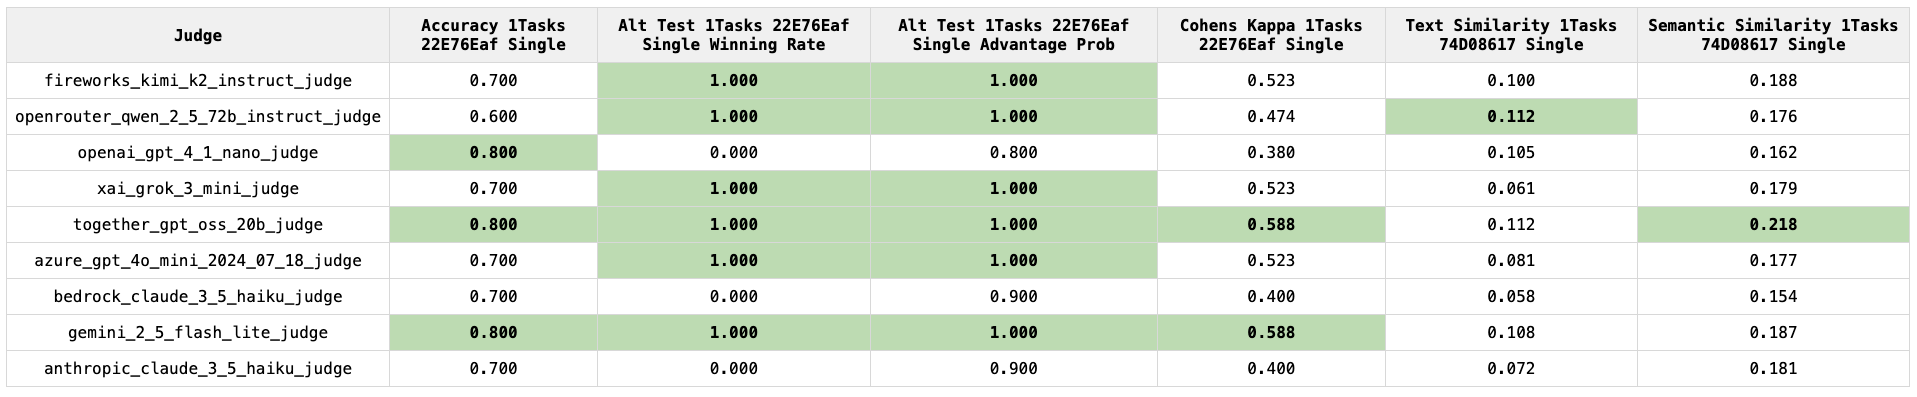 Judge
Accuracy 1Tasks
22E76Eaf Single
Alt Test 1Tasks 22E76Eaf
Single Winning Rate
Alt Test 1Tasks 22E76Eaf
Single Advantage Prob
Cohens Kappa 1Tasks
22E76Eaf Single
Text Similarity 1Tasks
74D08617 Single
Semantic Similarity 1Tasks
74D08617 Single
fireworks_kimi_k2_instruct_judge 0.700 1.000 1.000 0.523 0.100 0.188
openrouter_qwen_2_5_72b_instruct_judge 0.600 1.000 1.000 0.474 0.112 0.176
openai_gpt_4_1_nano_judge 0.800 0.000 0.800 0.380 0.105 0.162
xai_grok_3_mini_judge 0.700 1.000 1.000 0.523 0.061 0.179
together_gpt_oss_20b_judge 0.800 1.000 1.000 0.588 0.112 0.218
azure_gpt_4o_mini_2024_07_18_judge 0.700 1.000 1.000 0.523 0.081 0.177
bedrock_claude_3_5_haiku_judge 0.700 0.000 0.900 0.400 0.058 0.154
gemini_2_5_flash_lite_judge 0.800 1.000 1.000 0.588 0.108 0.187
anthropic_claude_3_5_haiku_judge 0.700 0.000 0.900 0.400 0.072 0.181